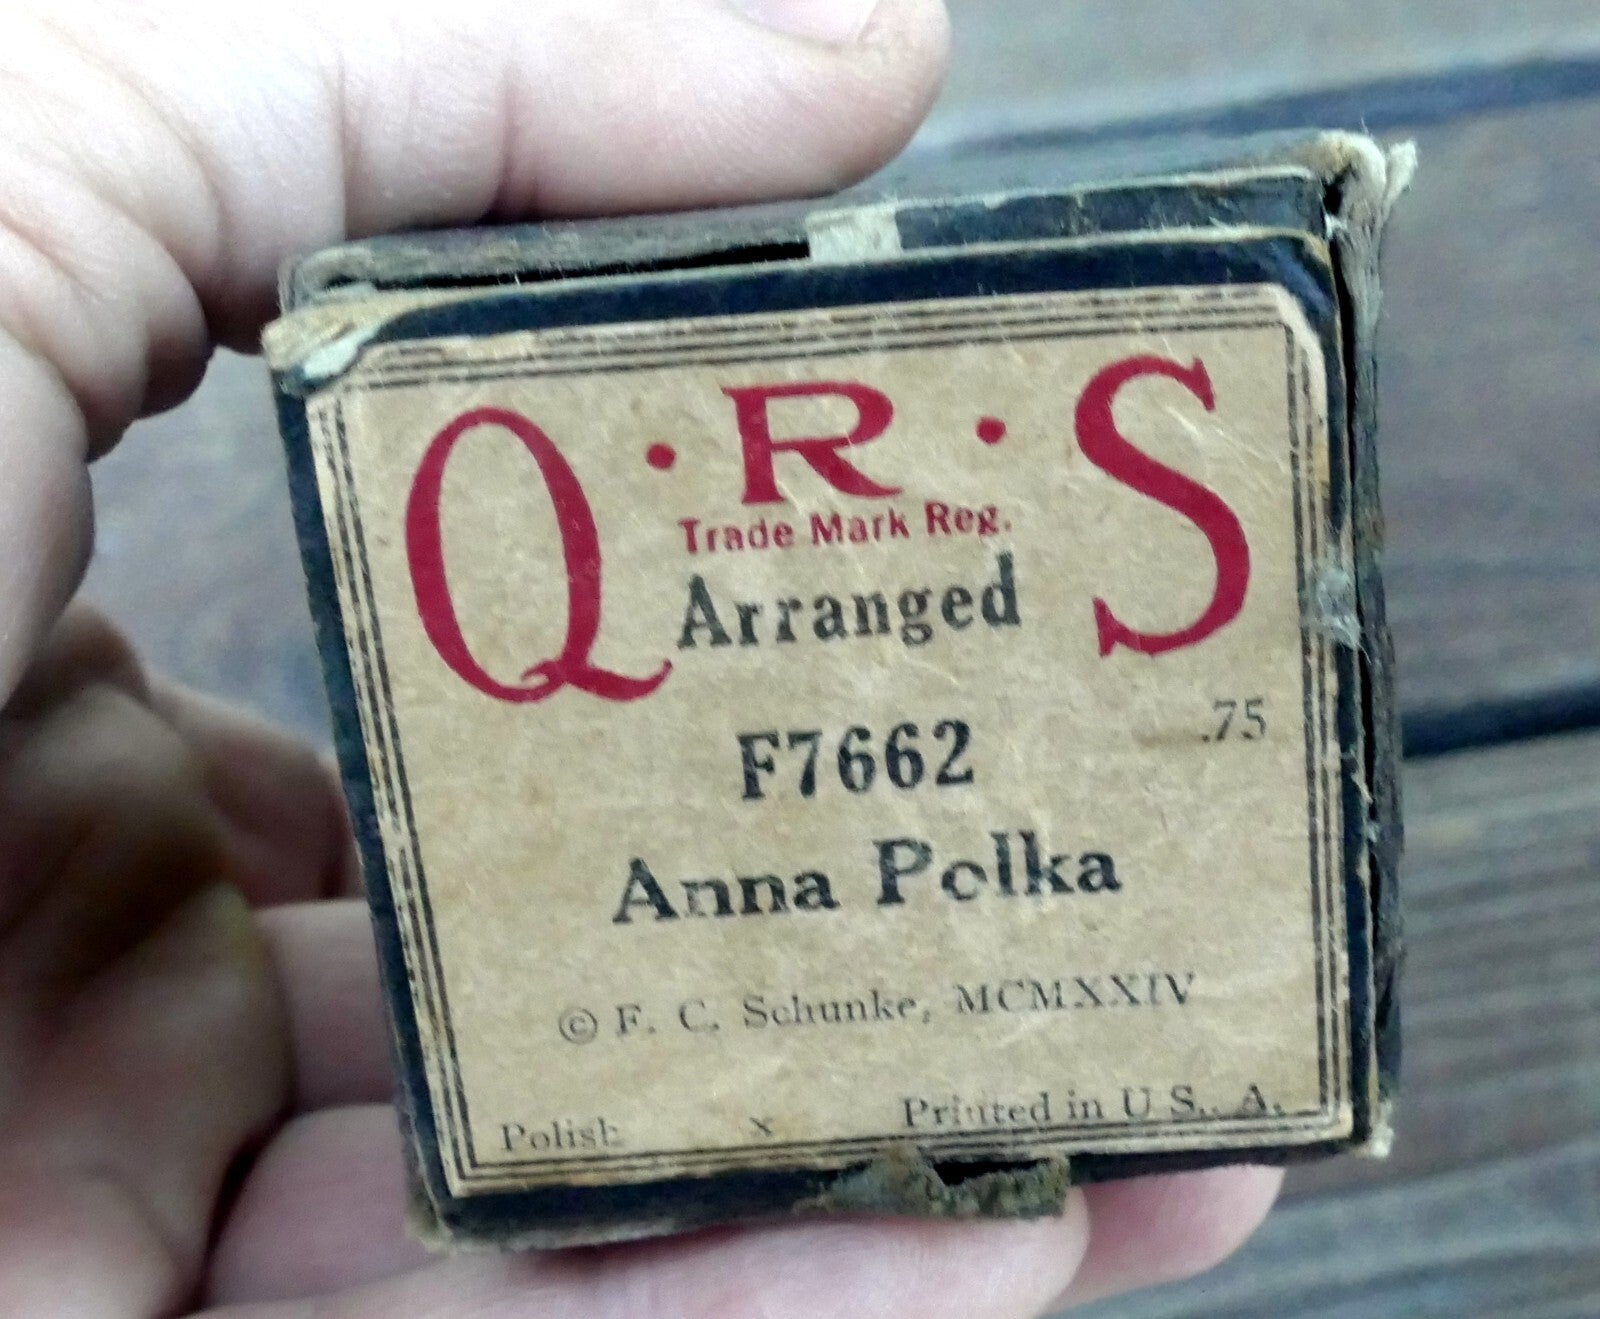 Q·R·S
Trade Mark Reg.
Arranged
F7662 .75
Anna Polka
© F. C. Schunke, MCMXXIV
Polish x Printed in U. S. A.